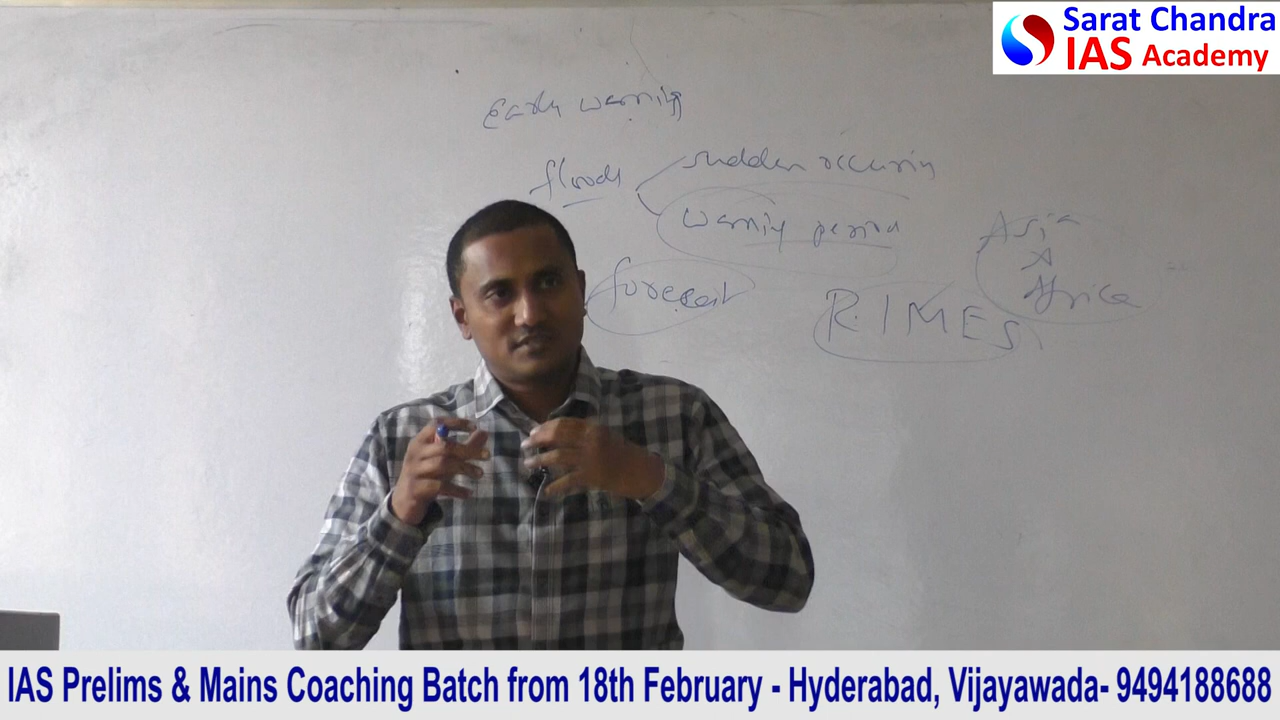 Sarat Chandra
IAS Academy
Early warning
floods
sudden occuring
warning period
Asia
&
Africa
forecast
RIMES
IAS Prelims & Mains Coaching Batch from 18th February - Hyderabad, Vijayawada- 9494188688